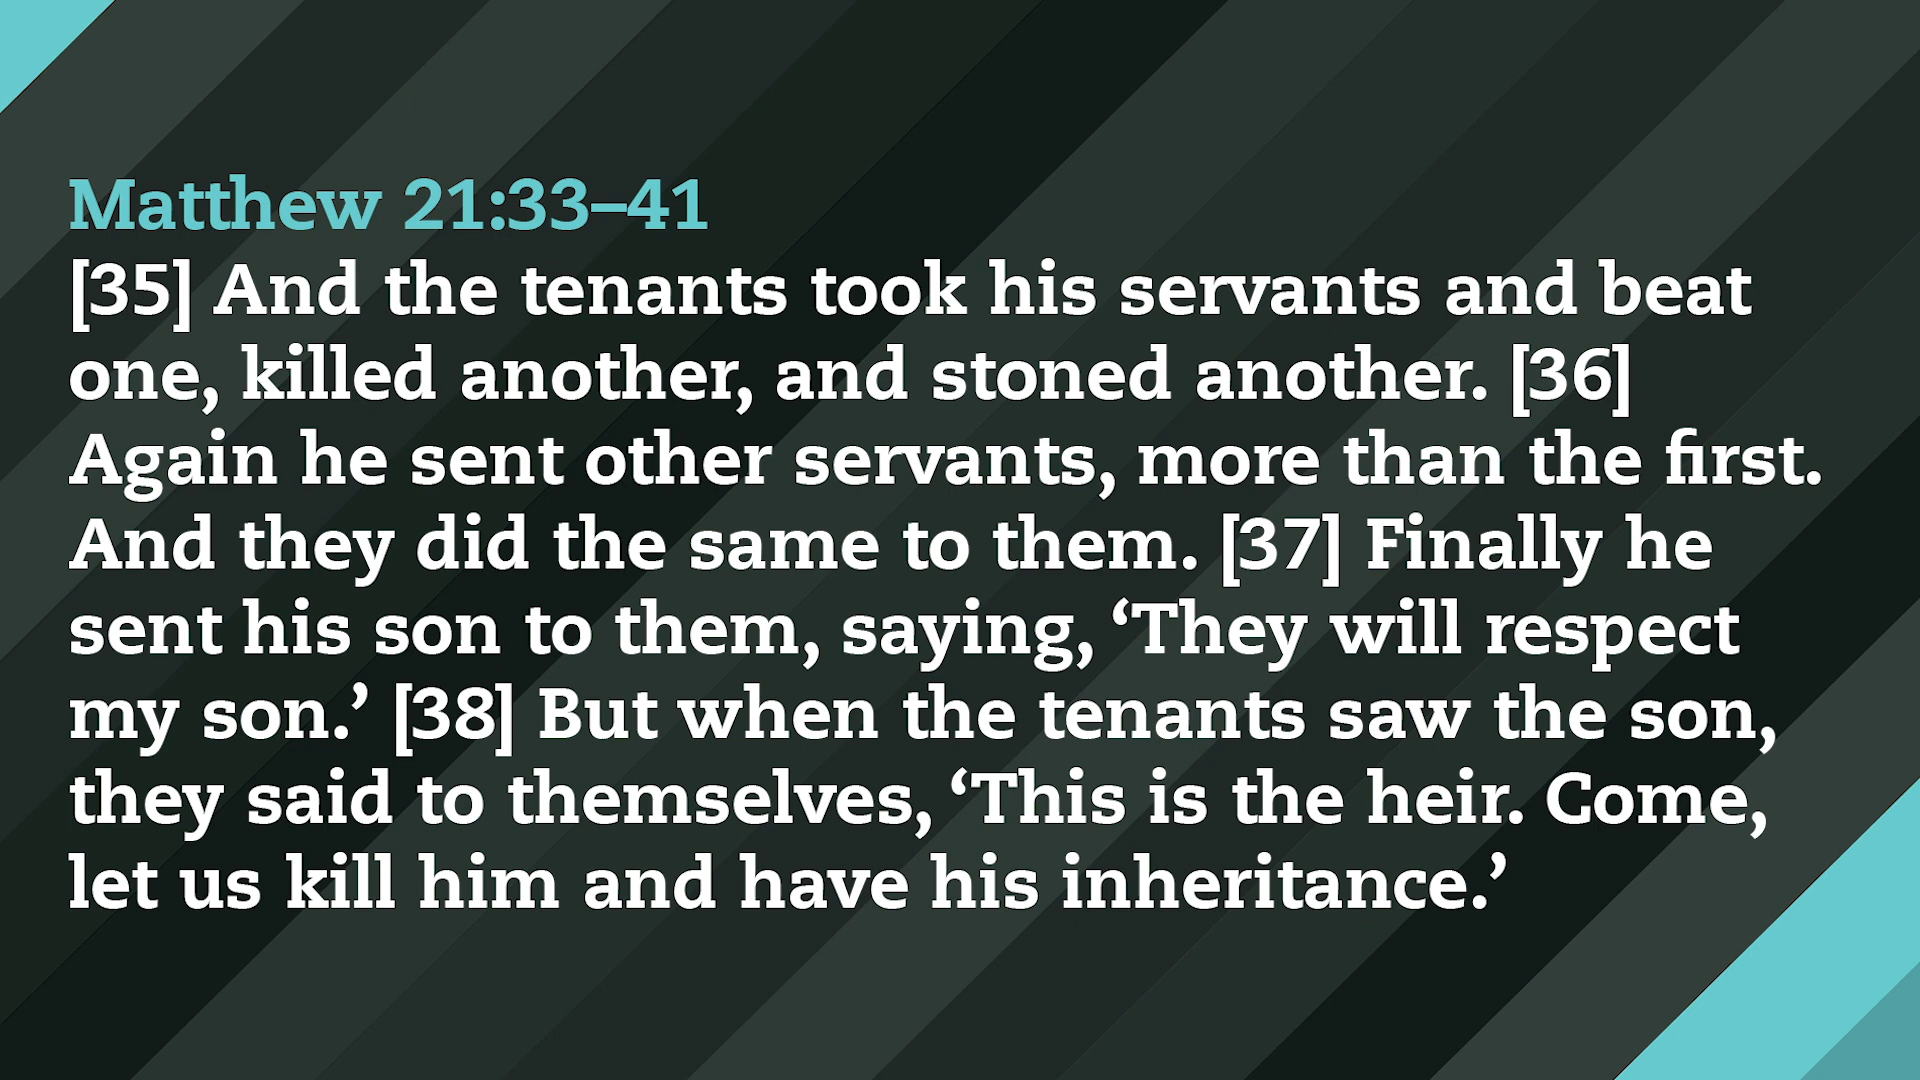 Matthew 21:33–41
[35] And the tenants took his servants and beat
one, killed another, and stoned another. [36]
Again he sent other servants, more than the first.
And they did the same to them. [37] Finally he
sent his son to them, saying, ‘They will respect
my son.’ [38] But when the tenants saw the son,
they said to themselves, ‘This is the heir. Come,
let us kill him and have his inheritance.’